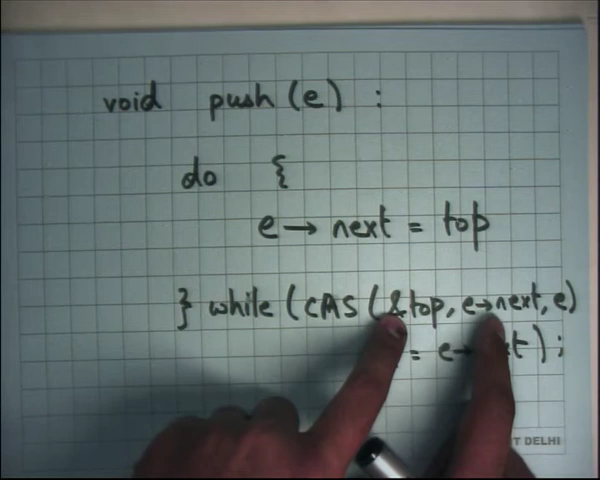 void push (e) :
do {
e → next = top
} while (CAS (&top, e→next, e)
= e→ t) ;
T DELHI